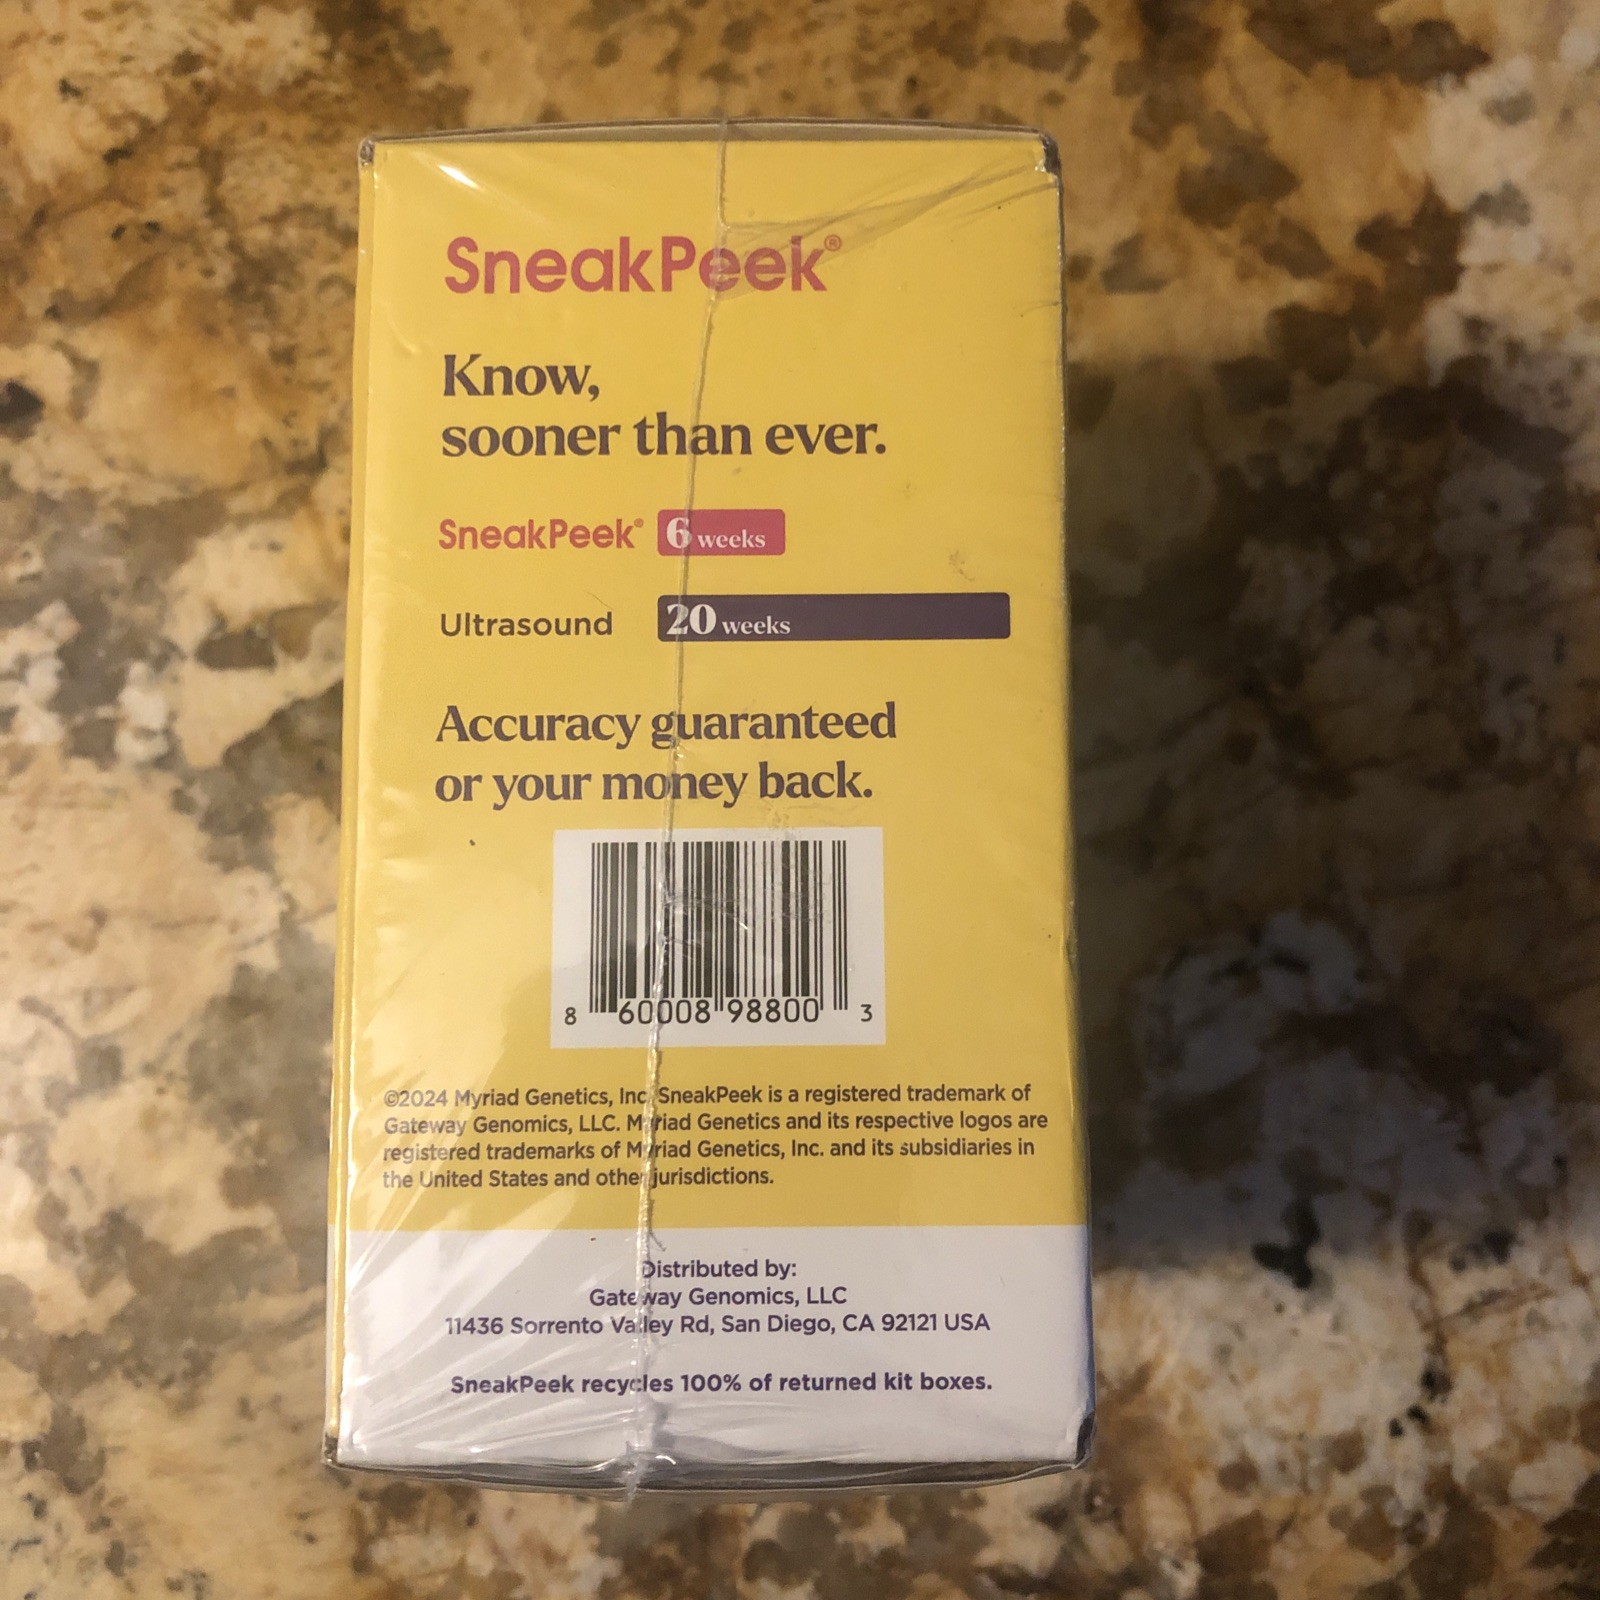 SneakPeek®
Know,
sooner than ever.
SneakPeek® 6 weeks
Ultrasound 20 weeks
Accuracy guaranteed
or your money back.
8 60008 98800 3
©2024 Myriad Genetics, Inc. SneakPeek is a registered trademark of
Gateway Genomics, LLC. Myriad Genetics and its respective logos are
registered trademarks of Myriad Genetics, Inc. and its subsidiaries in
the United States and other jurisdictions.
Distributed by:
Gateway Genomics, LLC
11436 Sorrento Valley Rd, San Diego, CA 92121 USA
SneakPeek recycles 100% of returned kit boxes.